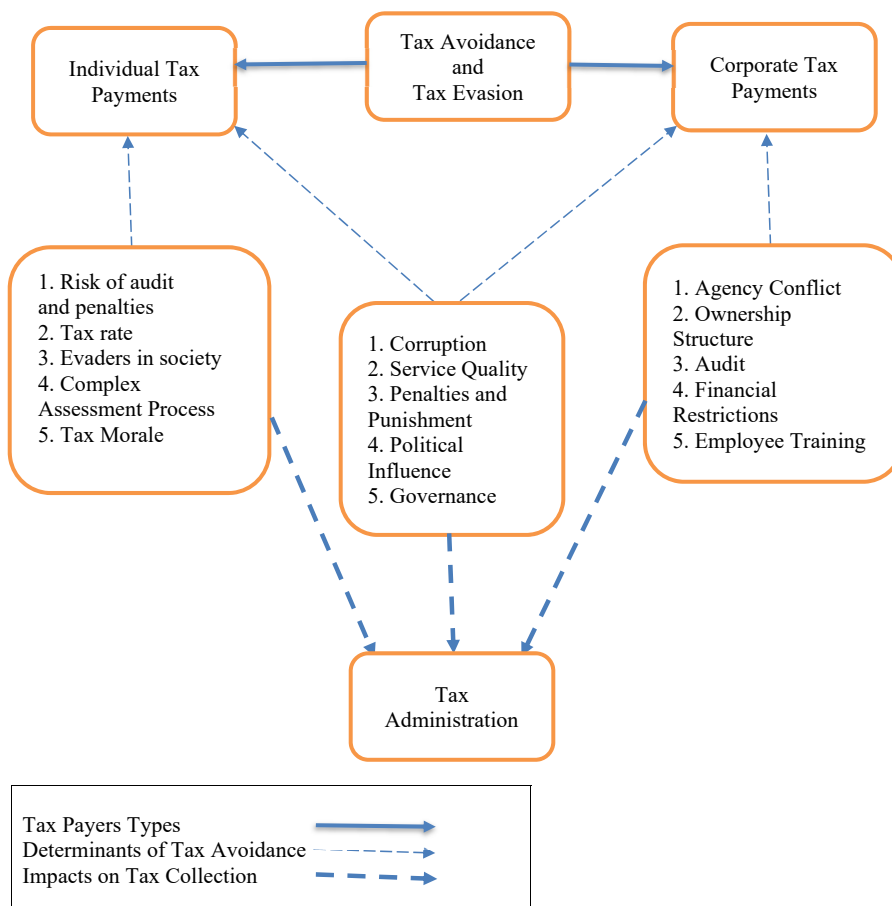 Individual Tax
Payments
Tax Avoidance
and
Tax Evasion
Corporate Tax
Payments
1. Risk of audit
and penalties
2. Tax rate
3. Evaders in society
4. Complex
Assessment Process
5. Tax Morale
1. Corruption
2. Service Quality
3. Penalties and
Punishment
4. Political
Influence
5. Governance
1. Agency Conflict
2. Ownership
Structure
3. Audit
4. Financial
Restrictions
5. Employee Training
Tax
Administration
Tax Payers Types
Determinants of Tax Avoidance
Impacts on Tax Collection